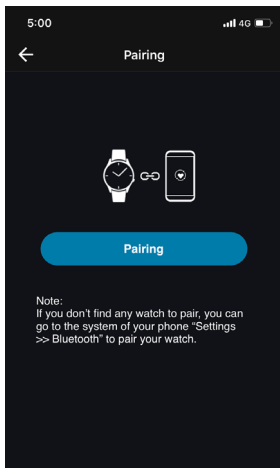 5:00
4G
Pairing
Pairing
Note:
If you don't find any watch to pair, you can
go to the system of your phone “Settings
>> Bluetooth” to pair your watch.